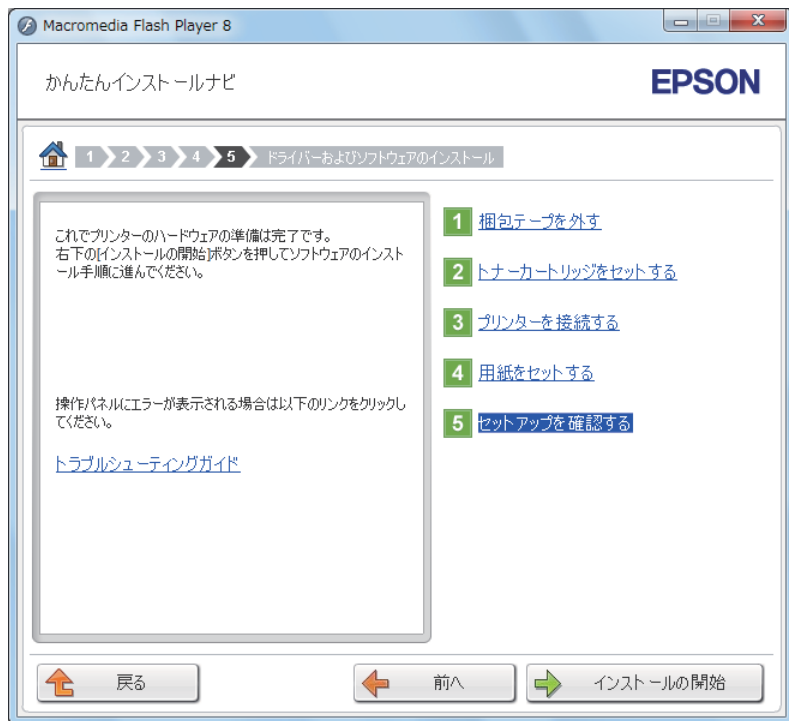 Macromedia Flash Player 8
かんたんインストールナビ
EPSON
1 2 3 4 5 ドライバーおよびソフトウェアのインストール
これでプリンターのハードウェアの準備は完了です。
右下の[インストールの開始]ボタンを押してソフトウェアのインスト
ール手順に進んでください。
操作パネルにエラーが表示される場合は以下のリンクをクリックし
てください。
トラブルシューティングガイド
1 梱包テープを外す
2 トナーカートリッジをセットする
3 プリンターを接続する
4 用紙をセットする
5 セットアップを確認する
戻る
前へ
インストールの開始